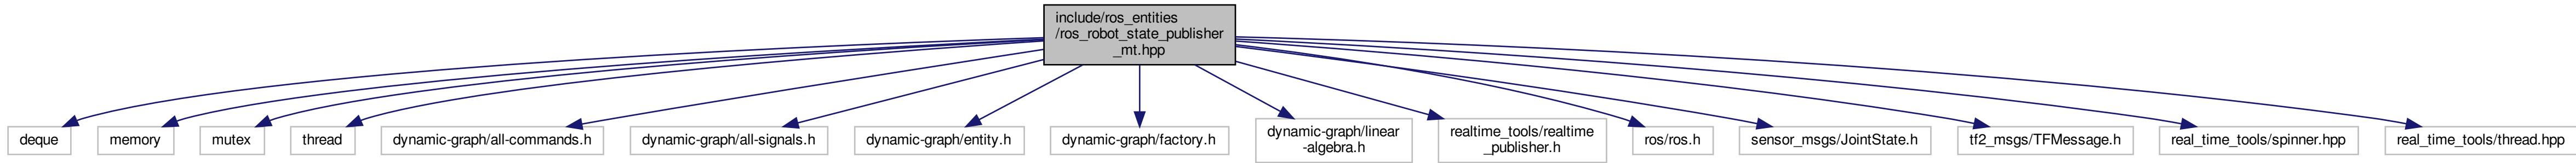 include/ros_entities
/ros_robot_state_publisher
_mt.hpp
deque
memory
mutex
thread
dynamic-graph/all-commands.h
dynamic-graph/all-signals.h
dynamic-graph/entity.h
dynamic-graph/factory.h
dynamic-graph/linear
-algebra.h
realtime_tools/realtime
_publisher.h
ros/ros.h
sensor_msgs/JointState.h
tf2_msgs/TFMessage.h
real_time_tools/spinner.hpp
real_time_tools/thread.hpp